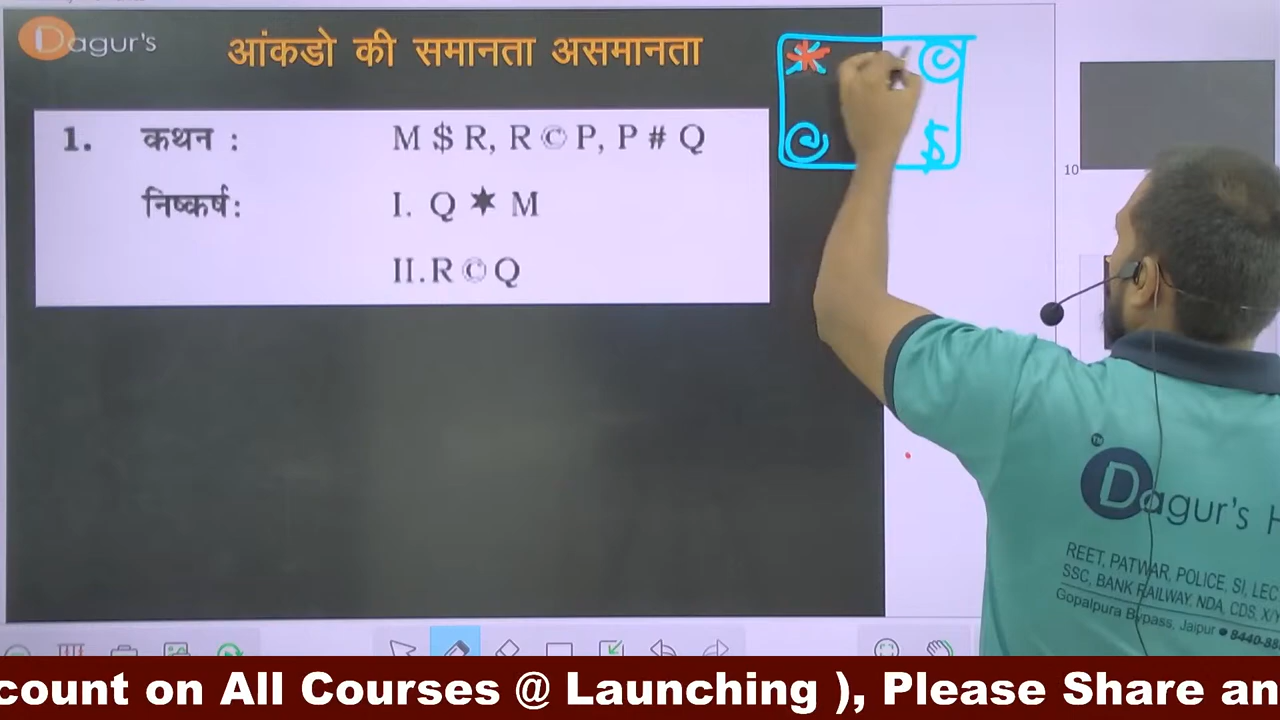 Dagur's
आंकडो की समानता असमानता
* ©
@ $
1. कथन : M $ R, R © P, P # Q
निष्कर्ष: I. Q ★ M
II. R © Q
10
TM
Dagur's
REET, PATWAR, POLICE, SI, LEC
SSC, BANK RAILWAY, NDA, CDS, X/
Gopalpura Bypass, Jaipur
count on All Courses @ Launching ), Please Share an